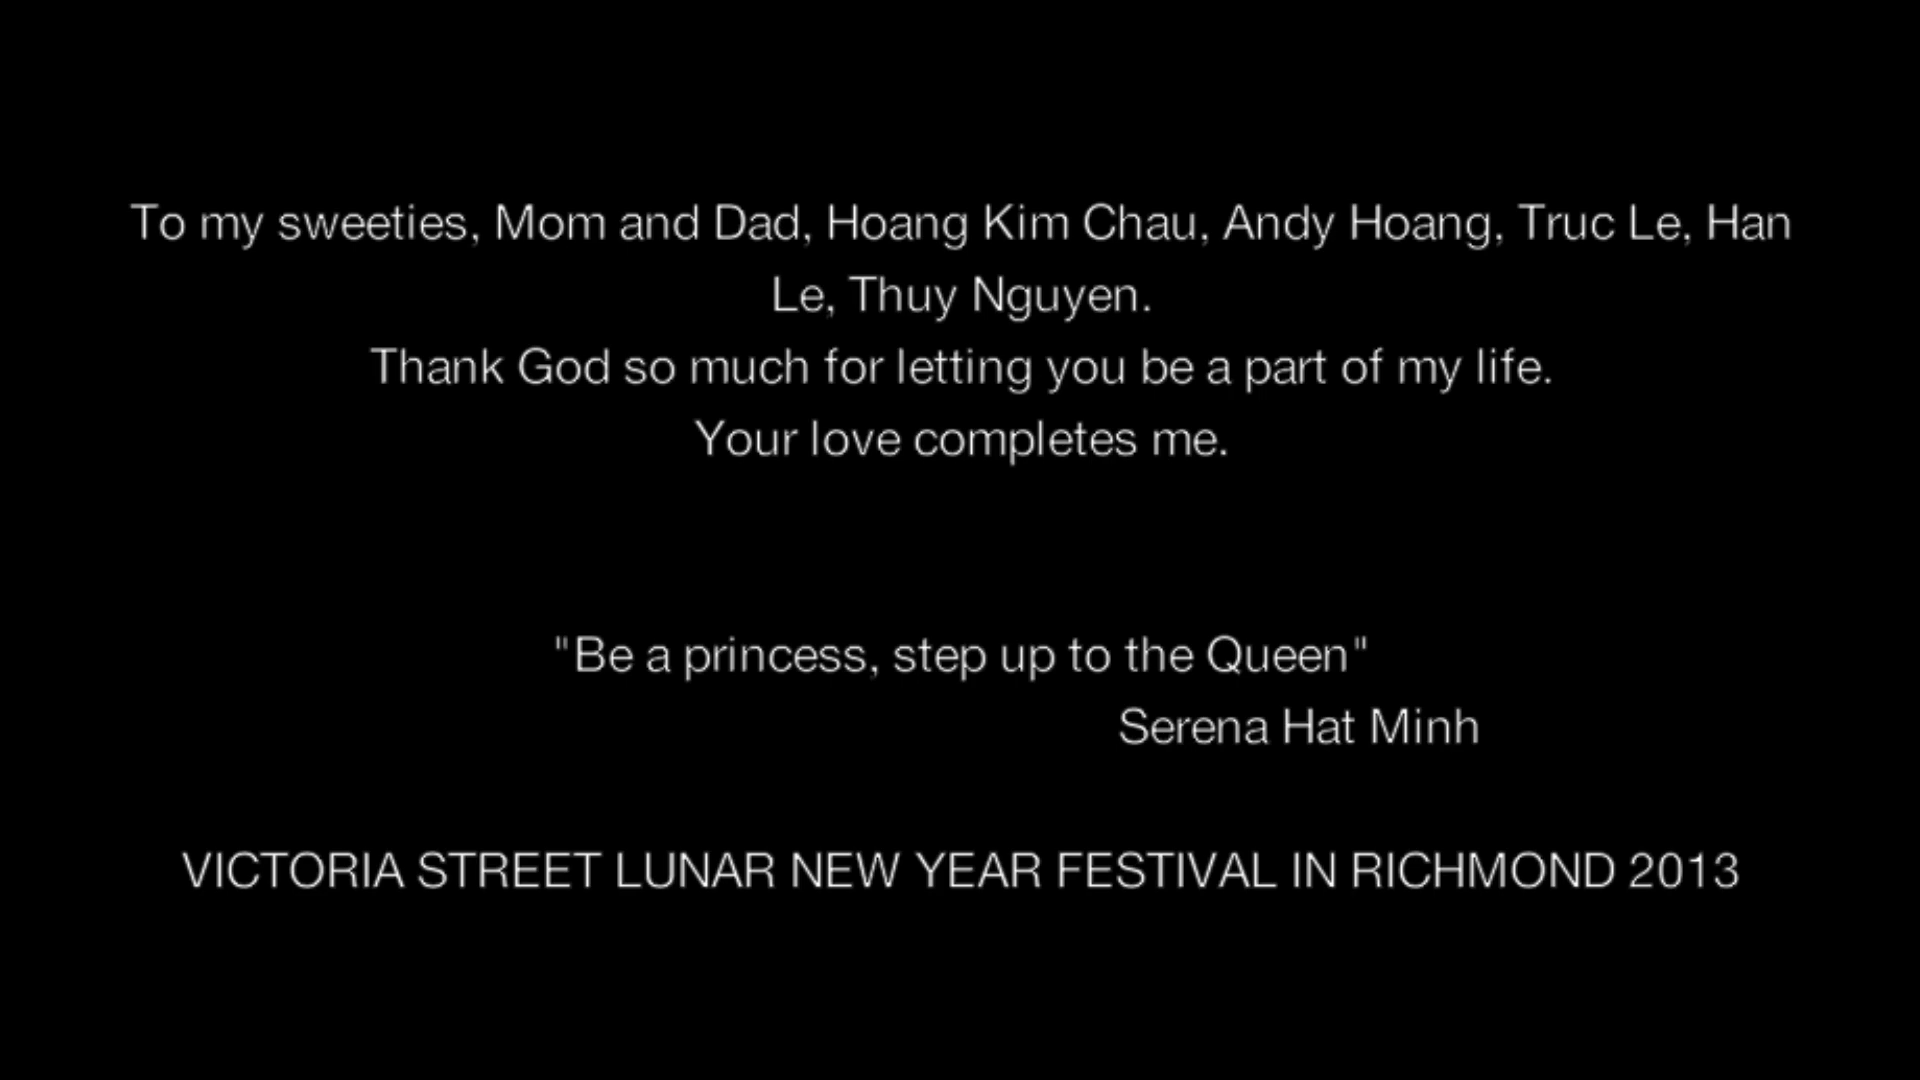 To my sweeties, Mom and Dad, Hoang Kim Chau, Andy Hoang, Truc Le, Han
Le, Thuy Nguyen.
Thank God so much for letting you be a part of my life.
Your love completes me.
"Be a princess, step up to the Queen"
Serena Hat Minh
VICTORIA STREET LUNAR NEW YEAR FESTIVAL IN RICHMOND 2013